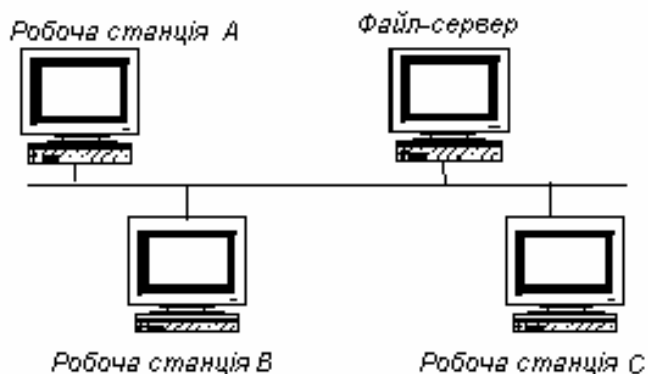 Робоча станція A
Файл-сервер
Робоча станція B
Робоча станція C